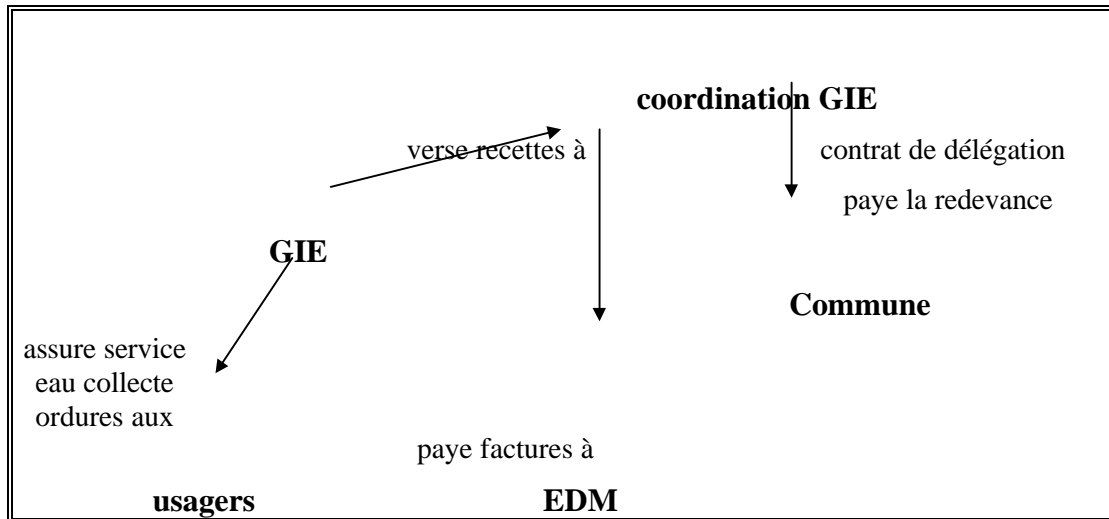 coordination GIE
verse recettes à
contrat de délégation
paye la redevance
GIE
Commune
assure service
eau collecte
ordures aux
paye factures à
usagers
EDM